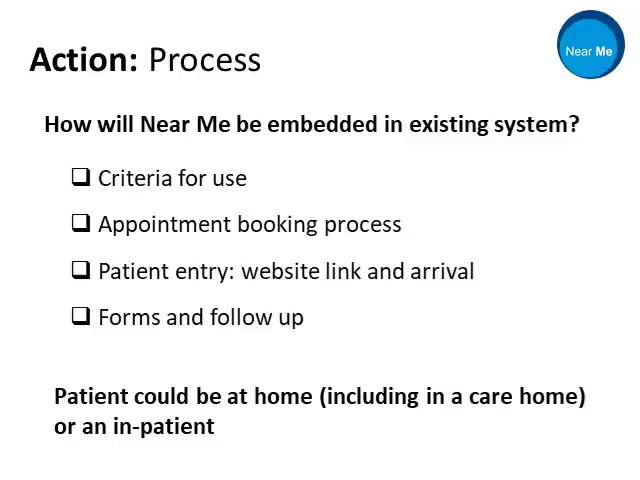 Action: Process
Near Me
How will Near Me be embedded in existing system?
Criteria for use
Appointment booking process
Patient entry: website link and arrival
Forms and follow up
Patient could be at home (including in a care home)
or an in-patient